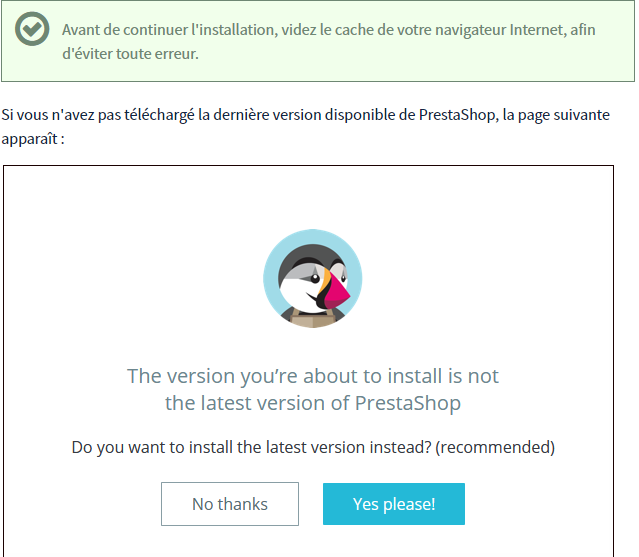 Avant de continuer l'installation, videz le cache de votre navigateur Internet, afin
d'éviter toute erreur.
Si vous n'avez pas téléchargé la dernière version disponible de PrestaShop, la page suivante
apparaît :
The version you’re about to install is not
the latest version of PrestaShop
Do you want to install the latest version instead? (recommended)
No thanks
Yes please!